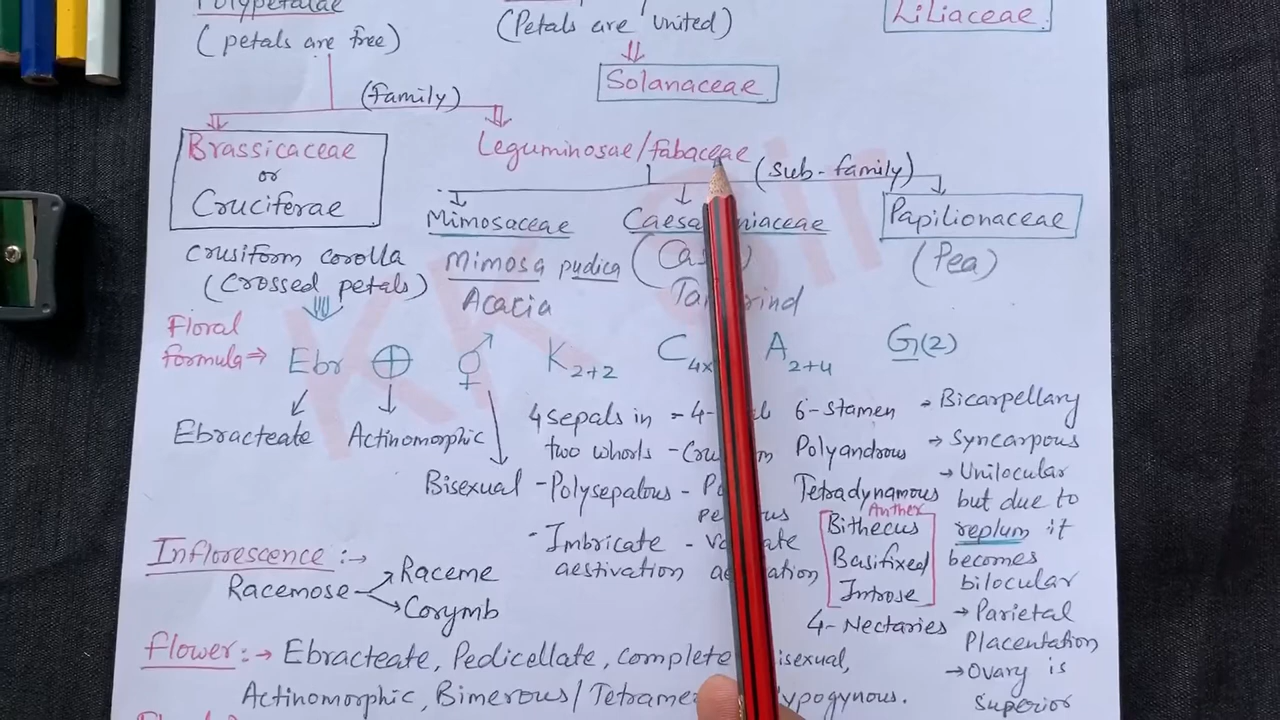 Polypetalae
(petals are free)
(Petals are united)
Liliaceae
Solanaceae
(family)
Brassicaceae
or
Cruciferae
Leguminosae/fabaceae
(sub-family)
Mimosaceae
Papilionaceae
Crusiform corolla
(Crossed petals)
Mimosa pudica
Acacia
(Pea)
KK Sir
Floral
formula⇒ Ebr ⊕ ⚥ K2+2 C4x A2+4 G(2)
Ebracteate Actinomorphic
Bisexual
4 sepals in
two whorls
-Polysepalous
- Imbricate
aestivation
6-stamen
Polyandrous
Tetradynamous
Anther
Bithecus
Basifixed
Introse
4-Nectaries
→ Bicarpellary
→ Syncarpous
→ Unilocular
but due to
replum it
becomes
bilocular
→ Parietal
Placentation
→ Ovary is
superior
Inflorescence :→
Racemose → Raceme
→ Corymb
Flower :→ Ebracteate, Pedicellate, complete
Actinomorphic, Bimerous/